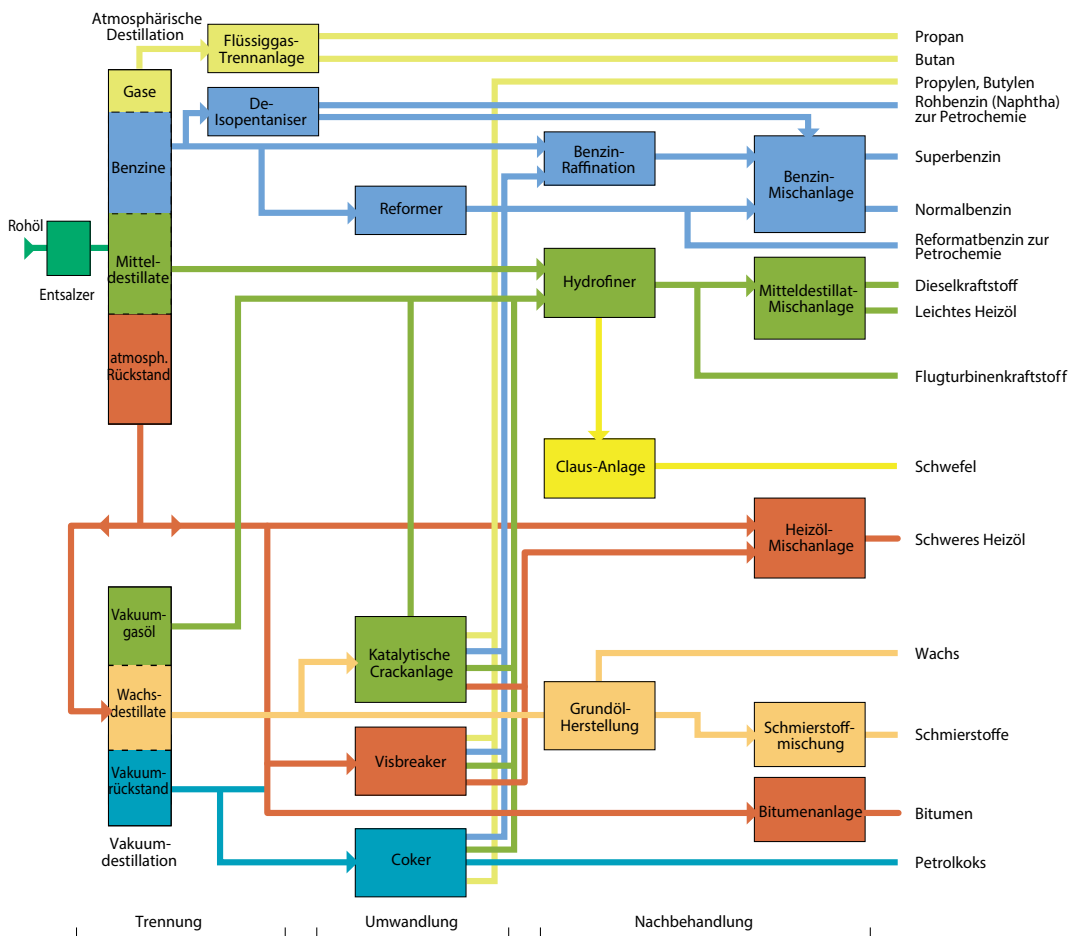 Atmosphärische
Destillation
Flüssiggas-
Trennanlage
Propan
Butan
Propylen, Butylen
Gase
De-
Isopentaniser
Rohbenzin (Naphtha)
zur Petrochemie
Benzine
Benzin-
Raffination
Benzin-
Mischanlage
Superbenzin
Reformer
Normalbenzin
Rohöl
Entsalzer
Mittel-
destillate
Reformatbenzin zur
Petrochemie
Hydrofiner
Mitteldestillat-
Mischanlage
Dieselkraftstoff
Leichtes Heizöl
atmosph.
Rückstand
Flugturbinenkraftstoff
Claus-Anlage
Schwefel
Heizöl-
Mischanlage
Schweres Heizöl
Vakuum-
gasöl
Katalytische
Crackanlage
Wachs
Wachs-
destillate
Grundöl-
Herstellung
Schmierstoff-
mischung
Schmierstoffe
Vakuum-
rückstand
Visbreaker
Bitumenanlage
Bitumen
Vakuum-
destillation
Coker
Petrolkoks
Trennung
Umwandlung
Nachbehandlung